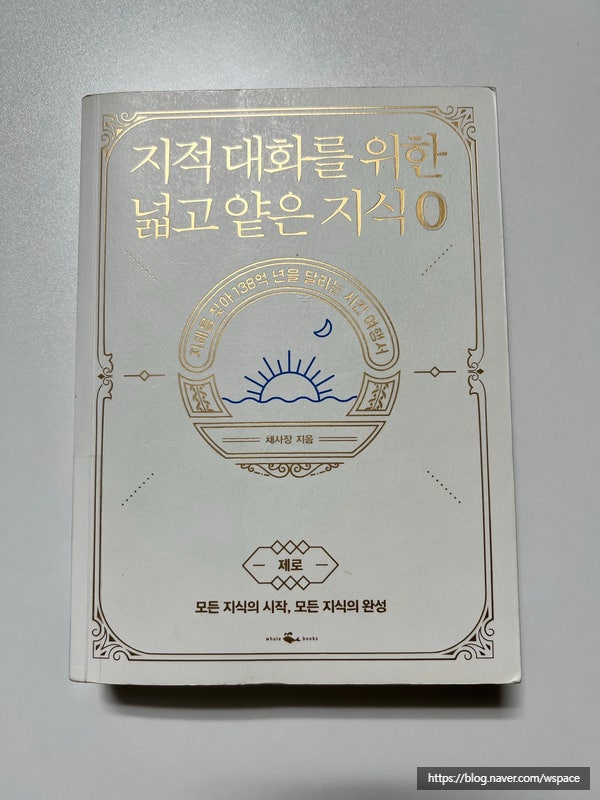 지적 대화를 위한
넓고 얕은 지식 0
지혜를 찾아 138억 년을 달리는 시간 여행서
채사장 지음
제로
모든 지식의 시작, 모든 지식의 완성
whale books
https://blog.naver.com/wspace